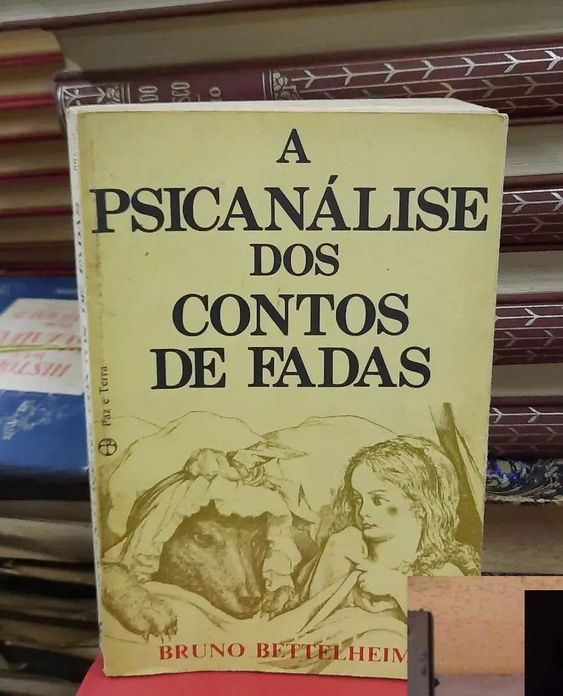 A
PSICANÁLISE
DOS
CONTOS
DE FADAS
Paz e Terra
BRUNO BETTELHEIM